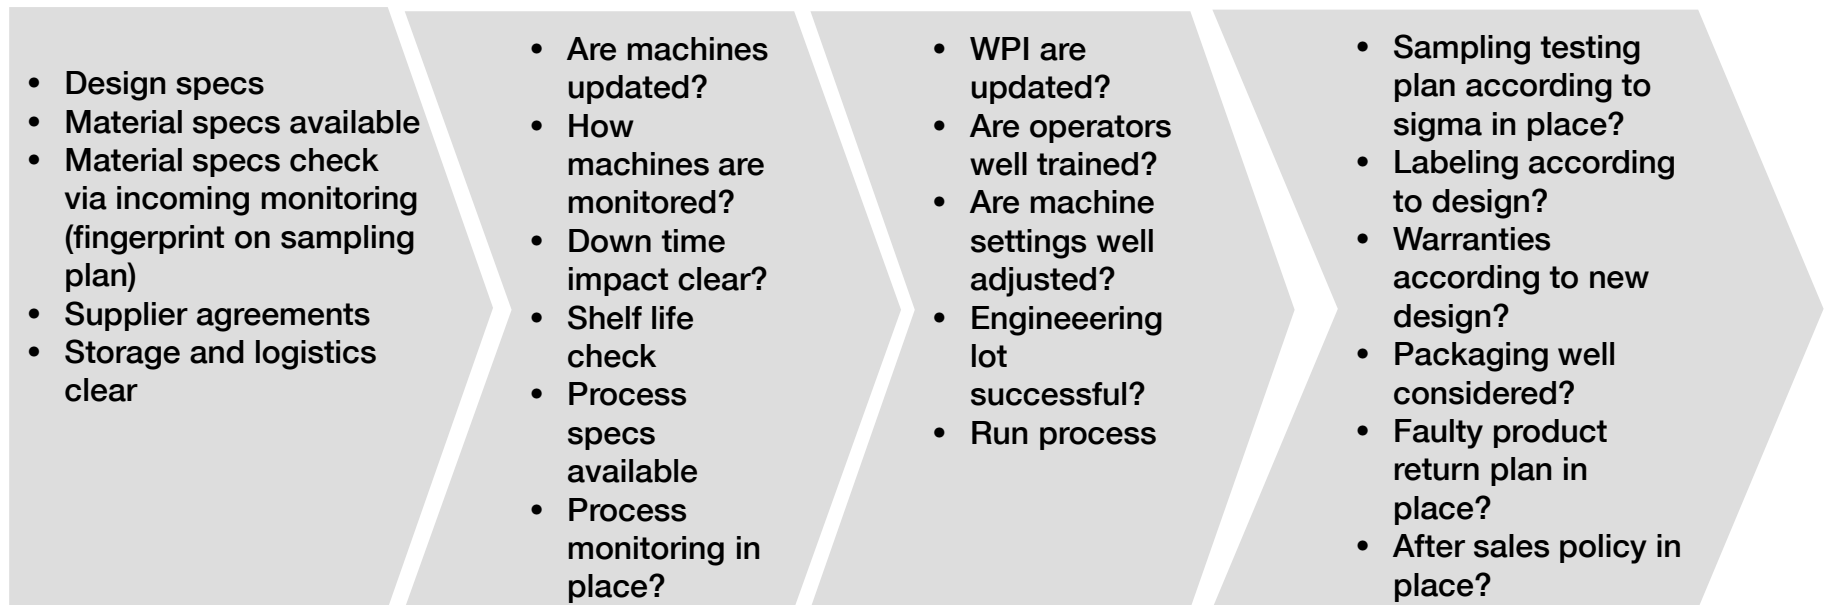 • Design specs
• Material specs available
• Material specs check
via incoming monitoring
(fingerprint on sampling
plan)
• Supplier agreements
• Storage and logistics
clear
• Are machines
updated?
• How
machines are
monitored?
• Down time
impact clear?
• Shelf life
check
• Process
specs
available
• Process
monitoring in
place?
• WPI are
updated?
• Are operators
well trained?
• Are machine
settings well
adjusted?
• Engineeering
lot
successful?
• Run process
• Sampling testing
plan according to
sigma in place?
• Labeling according
to design?
• Warranties
according to new
design?
• Packaging well
considered?
• Faulty product
return plan in
place?
• After sales policy in
place?